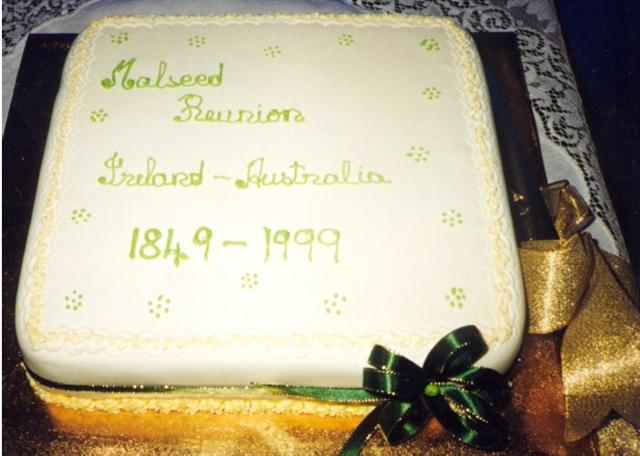 Malseed
Reunion
Ireland - Australia
1849 - 1999